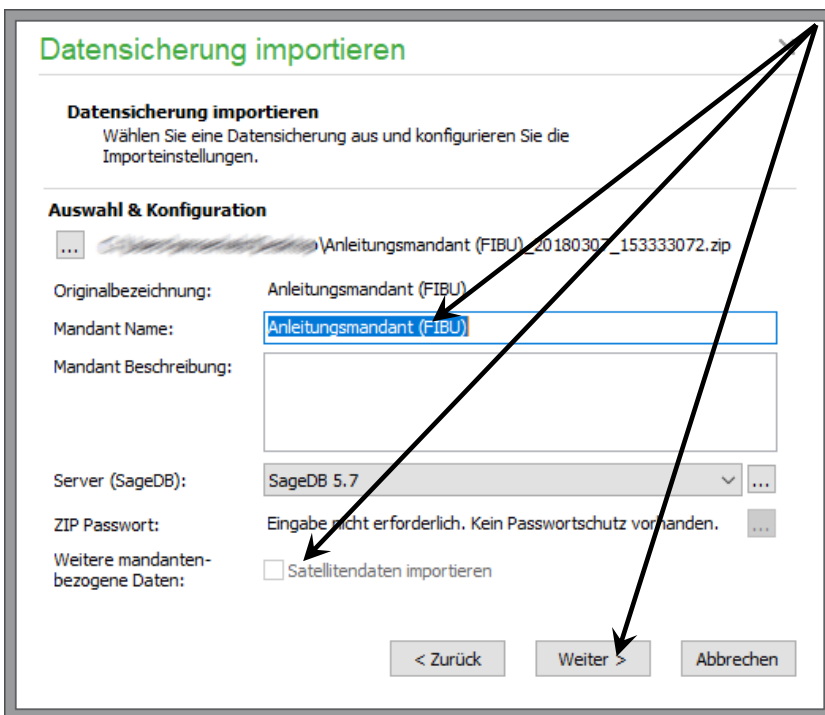 Datensicherung importieren
Datensicherung importieren
Wählen Sie eine Datensicherung aus und konfigurieren Sie die
Importeinstellungen.
Auswahl & Konfiguration
... \Anleitungsmandant (FIBU)_20180307_153333072.zip
Originalbezeichnung: Anleitungsmandant (FIBU)
Mandant Name: Anleitungsmandant (FIBU)
Mandant Beschreibung:
Server (SageDB): SageDB 5.7 ...
ZIP Passwort: Eingabe nicht erforderlich. Kein Passwortschutz vorhanden. ...
Weitere mandanten-
bezogene Daten: Satellitendaten importieren
< Zurück Weiter > Abbrechen